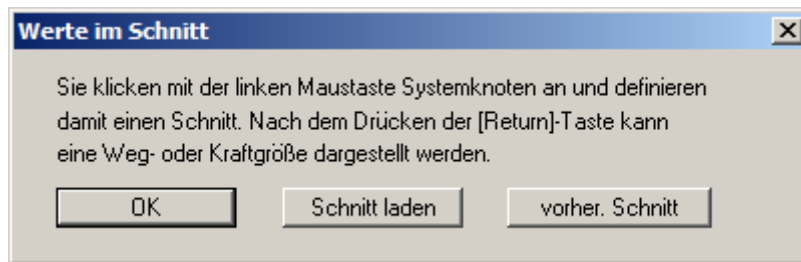 Werte im Schnitt
Sie klicken mit der linken Maustaste Systemknoten an und definieren
damit einen Schnitt. Nach dem Drücken der [Return]-Taste kann
eine Weg- oder Kraftgröße dargestellt werden.
OK Schnitt laden vorher. Schnitt